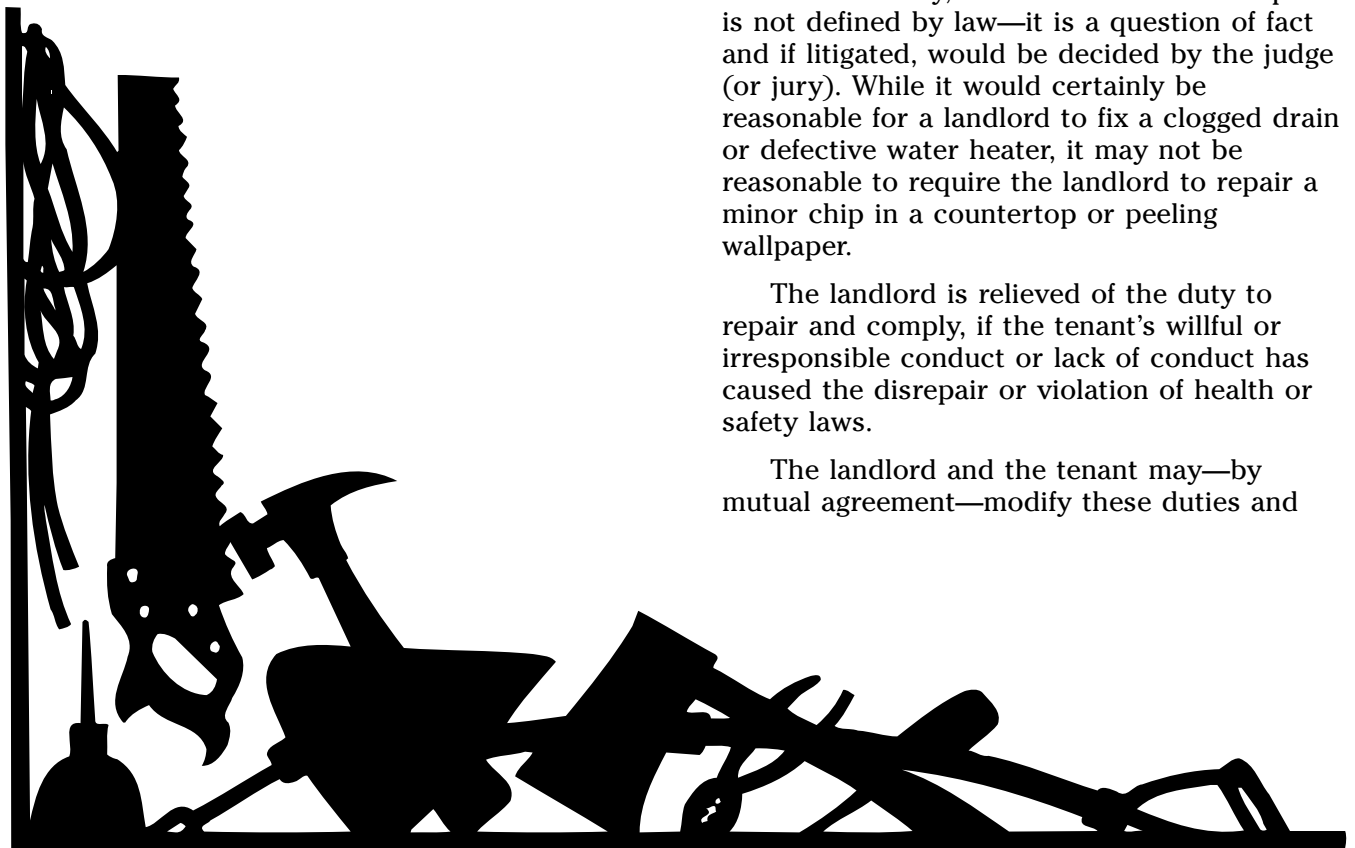 is not defined by law—it is a question of fact
and if litigated, would be decided by the judge
(or jury). While it would certainly be
reasonable for a landlord to fix a clogged drain
or defective water heater, it may not be
reasonable to require the landlord to repair a
minor chip in a countertop or peeling
wallpaper.
The landlord is relieved of the duty to
repair and comply, if the tenant’s willful or
irresponsible conduct or lack of conduct has
caused the disrepair or violation of health or
safety laws.
The landlord and the tenant may—by
mutual agreement—modify these duties and